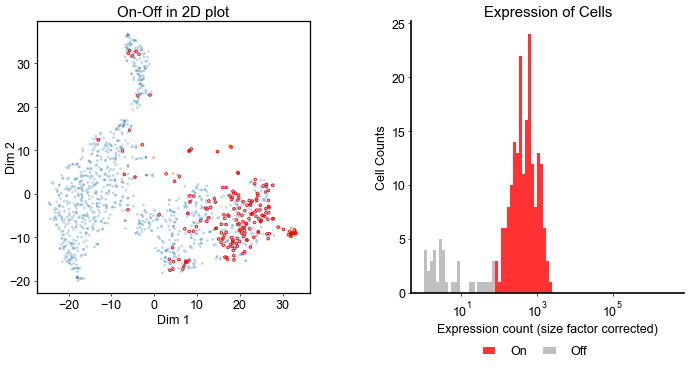 On-Off in 2D plot
Dim 2
30
20
10
0
−10
−20
−20 −10 0 10 20 30
Dim 1
Expression of Cells
Cell Counts
25
20
15
10
5
0
10^1 10^3 10^5
Expression count (size factor corrected)
On Off